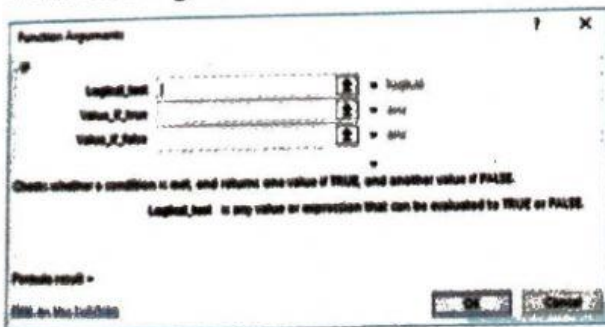 Function Arguments ? ×
IF
Logical_test = logical
Value_if_true = any
Value_if_false = any
=
Checks whether a condition is met, and returns one value if TRUE, and another value if FALSE.
Logical_test is any value or expression that can be evaluated to TRUE or FALSE.
Formula result =
Help on this function OK Cancel